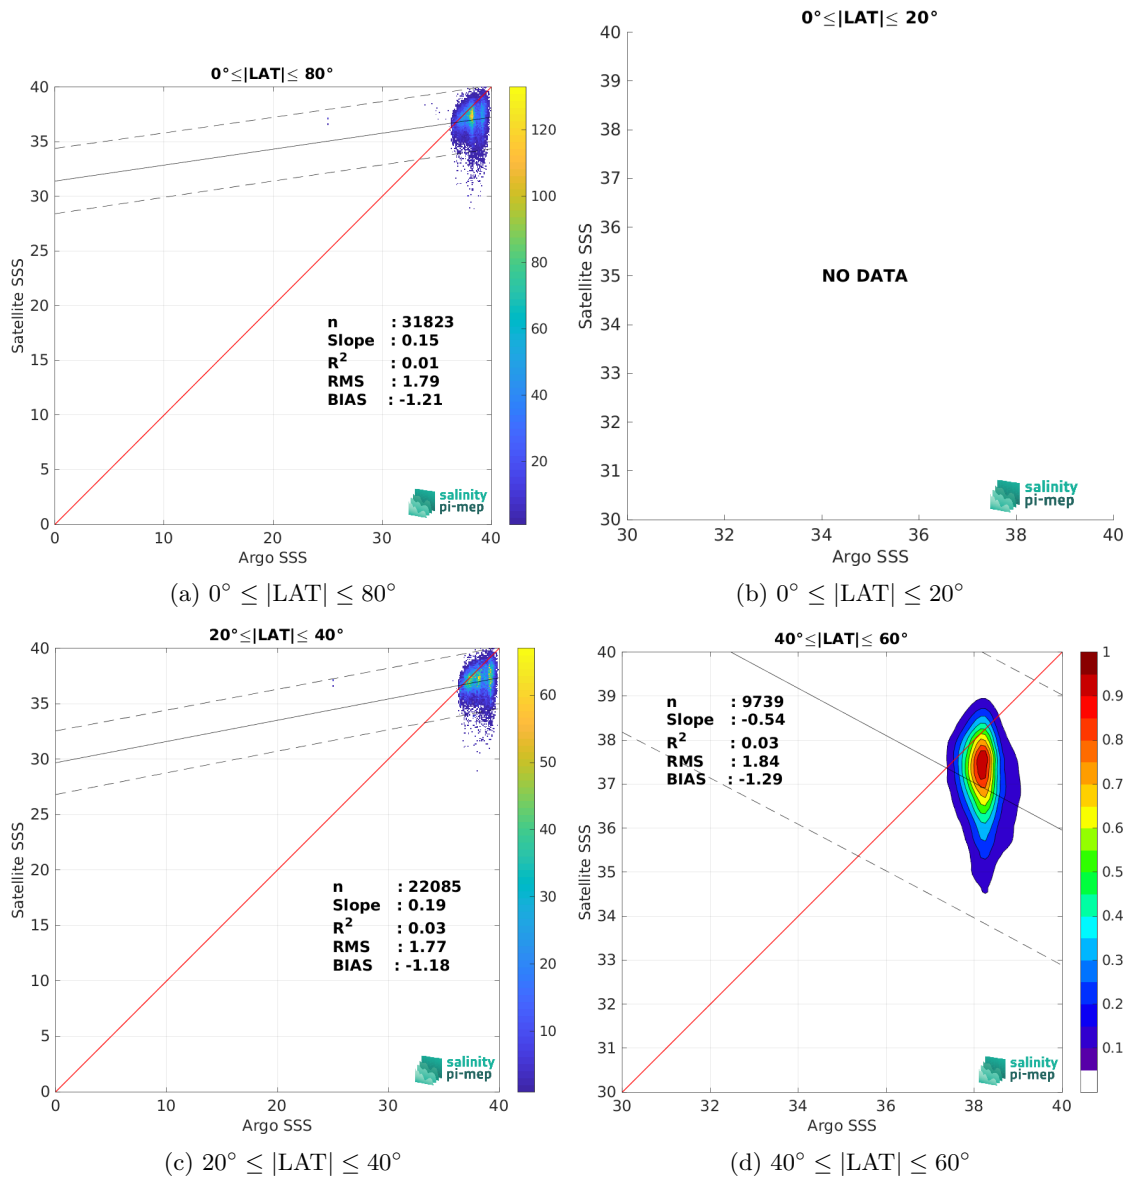 0°≤|LAT|≤ 80°
40
35
30
25
20
15
10
5
0
0
10
20
30
40
Satellite SSS
Argo SSS
n : 31823
Slope : 0.15
R² : 0.01
RMS : 1.79
BIAS : -1.21
120
100
80
60
40
20
salinity
pi-mep
(a) 0° ≤ |LAT| ≤ 80°
0°≤|LAT|≤ 20°
40
39
38
37
36
35
34
33
32
31
30
30
32
34
36
38
40
Satellite SSS
Argo SSS
NO DATA
salinity
pi-mep
(b) 0° ≤ |LAT| ≤ 20°
20°≤|LAT|≤ 40°
40
35
30
25
20
15
10
5
0
0
10
20
30
40
Satellite SSS
Argo SSS
n : 22085
Slope : 0.19
R² : 0.03
RMS : 1.77
BIAS : -1.18
60
50
40
30
20
10
salinity
pi-mep
(c) 20° ≤ |LAT| ≤ 40°
40°≤|LAT|≤ 60°
40
39
38
37
36
35
34
33
32
31
30
30
32
34
36
38
40
Satellite SSS
Argo SSS
n : 9739
Slope : -0.54
R² : 0.03
RMS : 1.84
BIAS : -1.29
1
0.9
0.8
0.7
0.6
0.5
0.4
0.3
0.2
0.1
salinity
pi-mep
(d) 40° ≤ |LAT| ≤ 60°